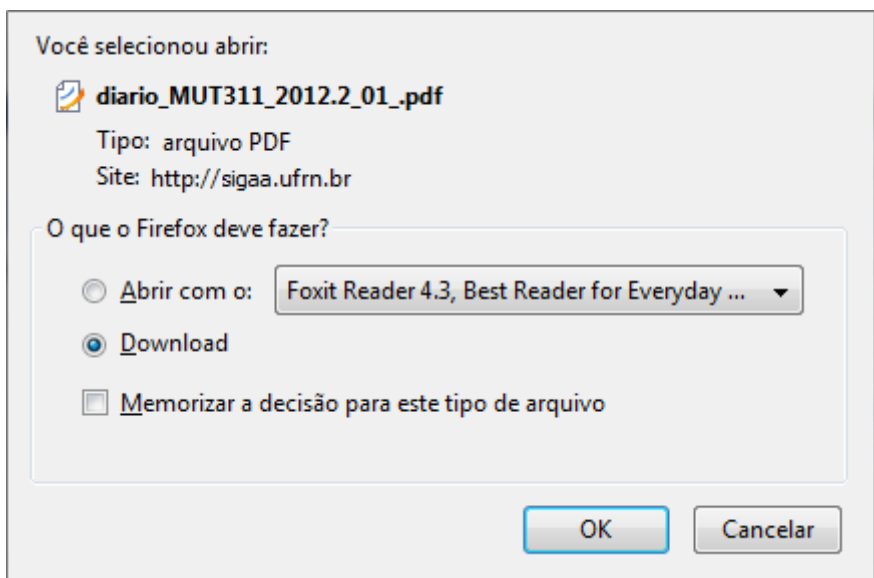 Você selecionou abrir:
diario_MUT311_2012.2_01_.pdf
Tipo: arquivo PDF
Site: http://sigaa.ufrn.br
O que o Firefox deve fazer?
Abrir com o: Foxit Reader 4.3, Best Reader for Everyday ...
Download
Memorizar a decisão para este tipo de arquivo
OK Cancelar